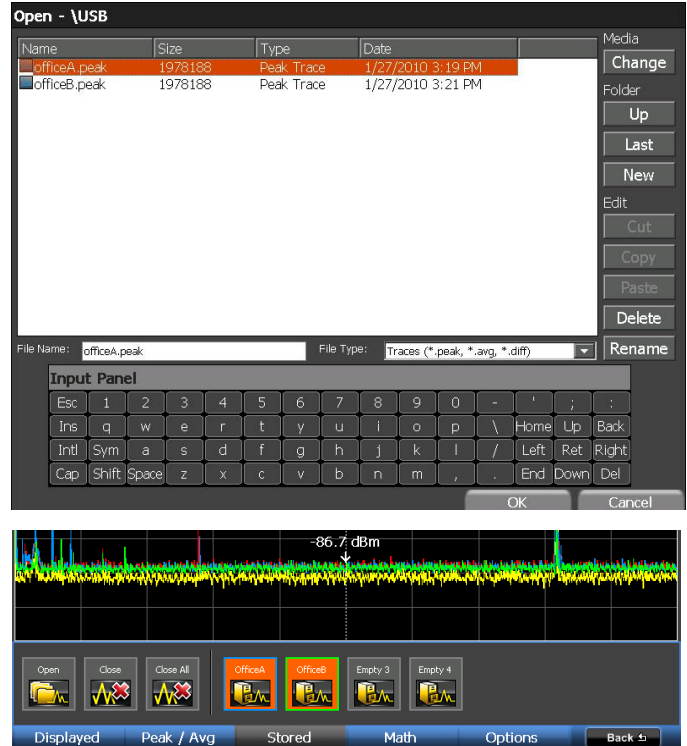 Open - \USB
Media
Name Size Type Date
Change
officeA.peak 1978188 Peak Trace 1/27/2010 3:19 PM
officeB.peak 1978188 Peak Trace 1/27/2010 3:21 PM
Folder
Up
Last
New
Edit
Cut
Copy
Paste
Delete
File Name: officeA.peak File Type: Traces (*.peak, *.avg, *.diff) Rename
Input Panel
Esc 1 2 3 4 5 6 7 8 9 0 - ' ; :
Ins q w e r t y u i o p \ Home Up Back
Intl Sym a s d f g h j k l / Left Ret Right
Cap Shift Space z x c v b n m , . End Down Del
OK Cancel
-86.7 dBm
Open Close Close All OfficeA OfficeB Empty 3 Empty 4
Displayed Peak / Avg Stored Math Options Back